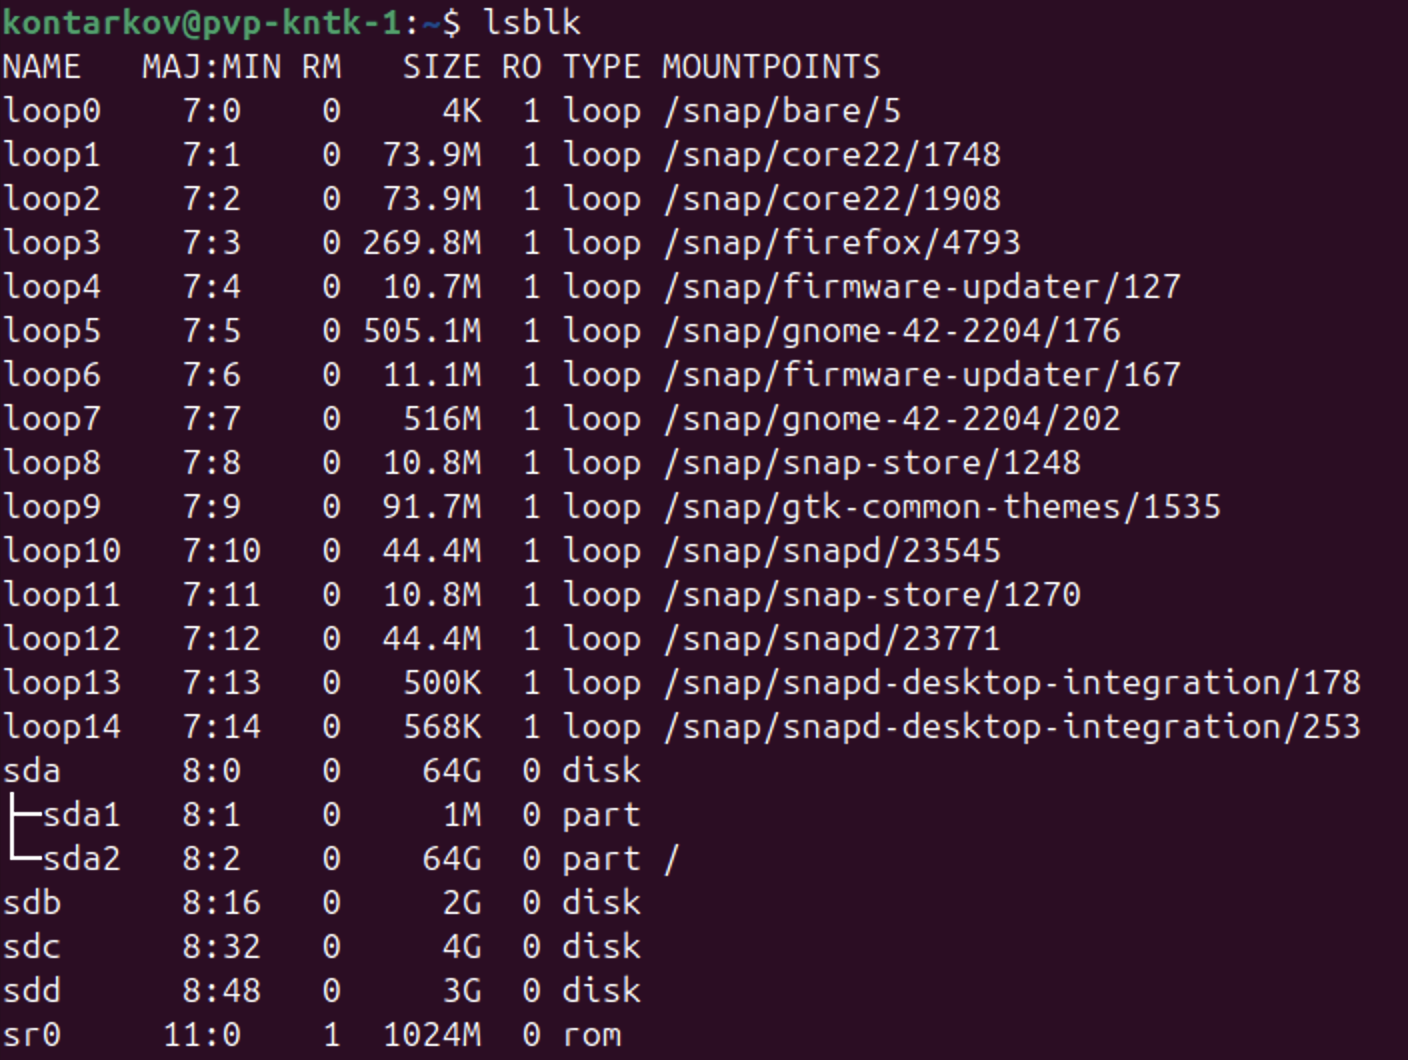 kontarkov@pvp-kntk-1:~$ lsblk
NAME   MAJ:MIN RM   SIZE RO TYPE MOUNTPOINTS
loop0    7:0    0     4K  1 loop /snap/bare/5
loop1    7:1    0  73.9M  1 loop /snap/core22/1748
loop2    7:2    0  73.9M  1 loop /snap/core22/1908
loop3    7:3    0 269.8M  1 loop /snap/firefox/4793
loop4    7:4    0  10.7M  1 loop /snap/firmware-updater/127
loop5    7:5    0 505.1M  1 loop /snap/gnome-42-2204/176
loop6    7:6    0  11.1M  1 loop /snap/firmware-updater/167
loop7    7:7    0   516M  1 loop /snap/gnome-42-2204/202
loop8    7:8    0  10.8M  1 loop /snap/snap-store/1248
loop9    7:9    0  91.7M  1 loop /snap/gtk-common-themes/1535
loop10   7:10   0  44.4M  1 loop /snap/snapd/23545
loop11   7:11   0  10.8M  1 loop /snap/snap-store/1270
loop12   7:12   0  44.4M  1 loop /snap/snapd/23771
loop13   7:13   0   500K  1 loop /snap/snapd-desktop-integration/178
loop14   7:14   0   568K  1 loop /snap/snapd-desktop-integration/253
sda      8:0    0    64G  0 disk
├─sda1   8:1    0     1M  0 part
└─sda2   8:2    0    64G  0 part /
sdb      8:16   0     2G  0 disk
sdc      8:32   0     4G  0 disk
sdd      8:48   0     3G  0 disk
sr0     11:0    1  1024M  0 rom